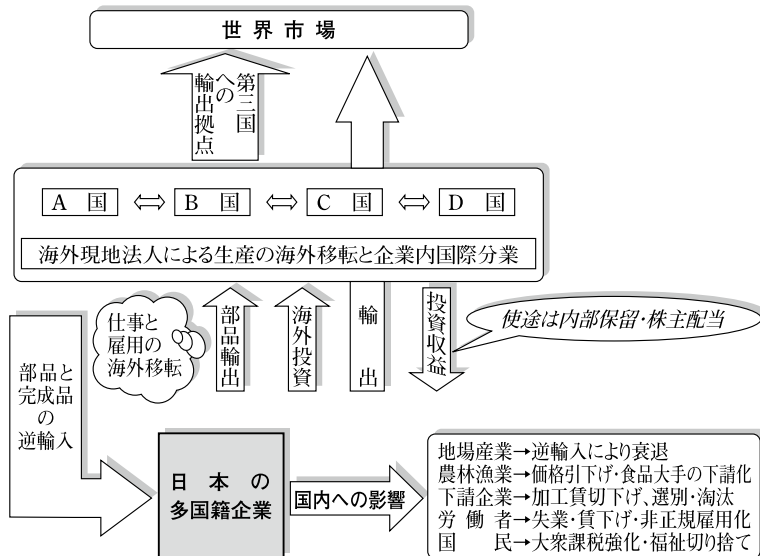 世界市場
第三国
への
輸出拠点
A 国 ⇔ B 国 ⇔ C 国 ⇔ D 国
海外現地法人による生産の海外移転と企業内国際分業
仕事と
雇用の
海外移転
部品輸出
海外投資
輸出
投資収益
使途は内部保留・株主配当
部品と
完成品
の
逆輸入
日本の
多国籍企業
国内への影響
地場産業→逆輸入により衰退
農林漁業→価格引下げ・食品大手の下請化
下請企業→加工賃切下げ、選別・淘汰
労働者→失業・賃下げ・非正規雇用化
国民→大衆課税強化・福祉切り捨て